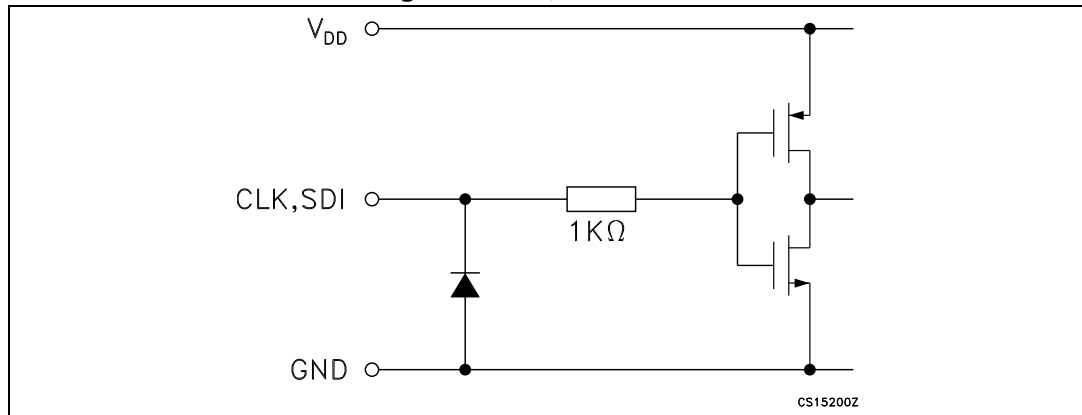 V_DD
CLK,SDI
1KΩ
GND
CS15200Z